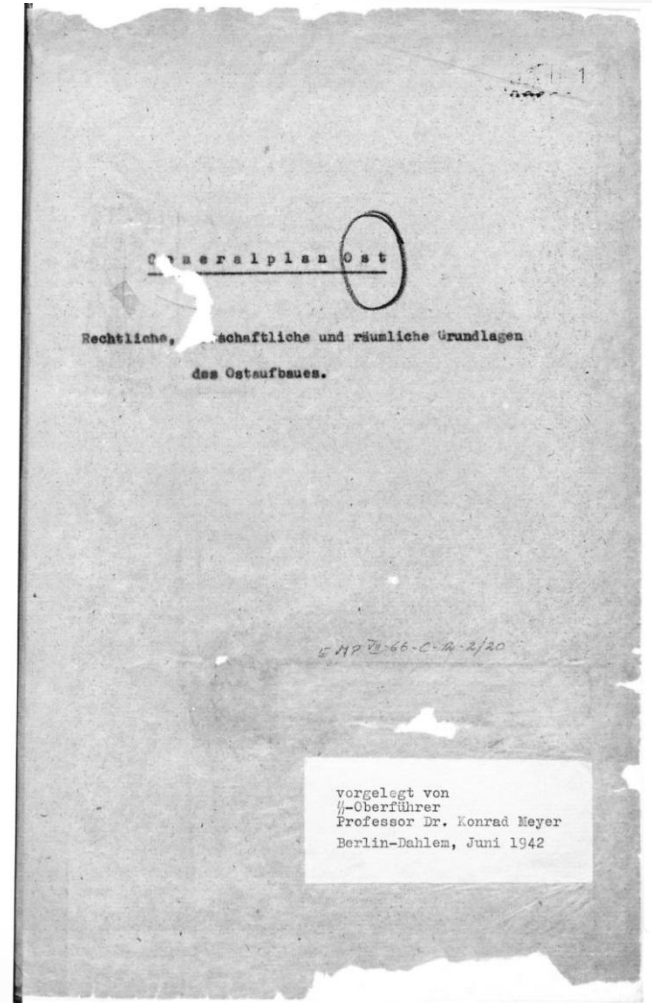 Generalplan Ost
Rechtliche, schaftliche und räumliche Grundlagen
des Ostaufbaues.
vorgelegt von
ᛋᛋ-Oberführer
Professor Dr. Konrad Meyer
Berlin-Dahlem, Juni 1942